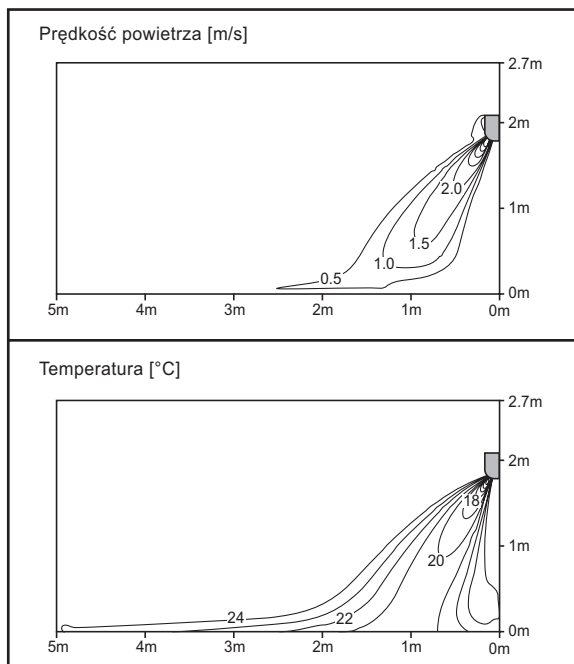 Prędkość powietrza [m/s]
2.7m
2m
2.0
1m
1.5
1.0
0.5
0m
5m 4m 3m 2m 1m 0m
Temperatura [°C]
2.7m
2m
18
1m
20
24 22
0m
5m 4m 3m 2m 1m 0m